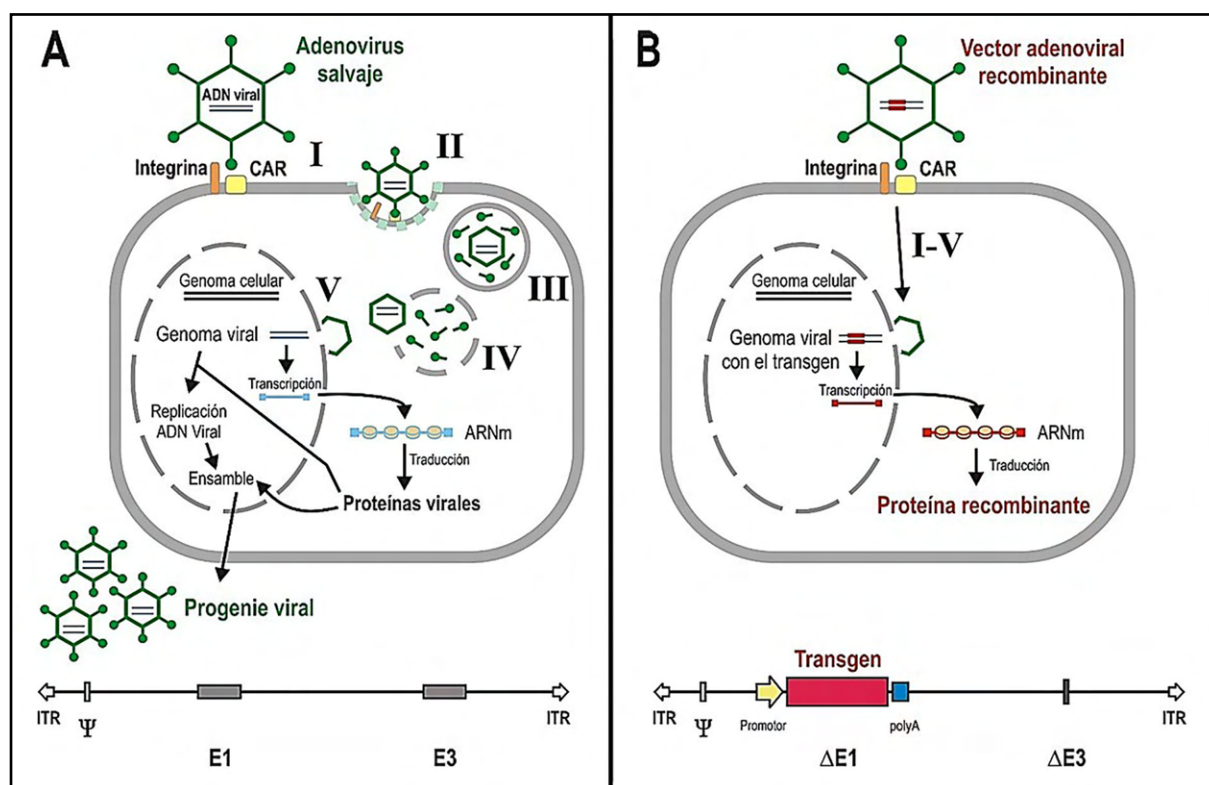 A
Adenovirus
salvaje
ADN viral
I
II
Integrina
CAR
III
Genoma celular
V
Genoma viral
IV
Transcripción
Replicación
ADN Viral
ARNm
Traducción
Ensamble
Proteínas virales
Progenie viral
ITR
Ψ
ITR
E1
E3
B
Vector adenoviral
recombinante
Integrina
CAR
I-V
Genoma celular
Genoma viral
con el transgen
Transcripción
ARNm
Traducción
Proteína recombinante
Transgen
ITR
Ψ
Promotor
polyA
ITR
ΔE1
ΔE3